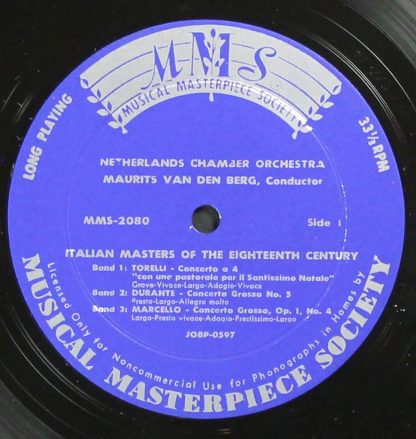 MMS
MUSICAL MASTERPIECE SOCIETY
LONG PLAYING
33⅓ RPM
NETHERLANDS CHAMBER ORCHESTRA
MAURITS VAN DEN BERG, Conductor
MMS-2080
Side 1
ITALIAN MASTERS OF THE EIGHTEENTH CENTURY
Band 1: TORELLI - Concerto a 4
"con una pastorale per il Santissimo Natale"
Grave-Vivace-Largo-Adagio-Vivace
Band 2: DURANTE - Concerto Grosso No. 5
Presto-Largo-Allegro molto
Band 3: MARCELLO - Concerto Grosso, Op. 1, No. 4
Largo-Presto vivace-Adagio-Prestissimo-Largo
JO8P-0597
Licensed Only for Noncommercial Use for Phonographs in Homes by
MUSICAL MASTERPIECE SOCIETY